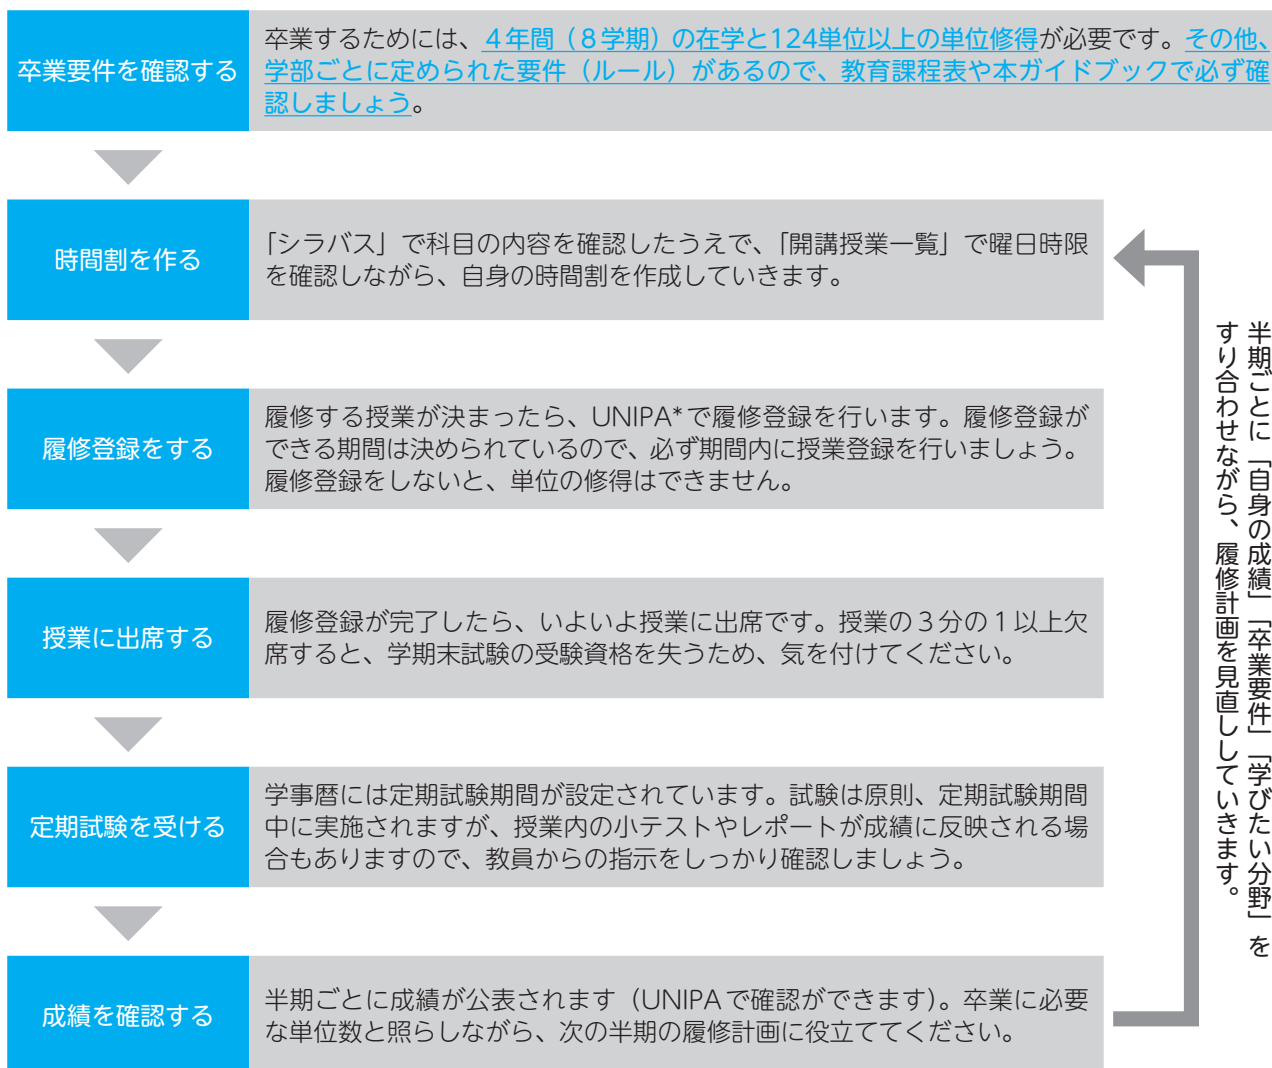 卒業要件を確認する
卒業するためには、４年間（８学期）の在学と124単位以上の単位修得が必要です。その他、
学部ごとに定められた要件（ルール）があるので、教育課程表や本ガイドブックで必ず確
認しましょう。
時間割を作る
「シラバス」で科目の内容を確認したうえで、「開講授業一覧」で曜日時限
を確認しながら、自身の時間割を作成していきます。
履修登録をする
履修する授業が決まったら、UNIPA*で履修登録を行います。履修登録が
できる期間は決められているので、必ず期間内に授業登録を行いましょう。
履修登録をしないと、単位の修得はできません。
授業に出席する
履修登録が完了したら、いよいよ授業に出席です。授業の３分の１以上欠
席すると、学期末試験の受験資格を失うため、気を付けてください。
定期試験を受ける
学事暦には定期試験期間が設定されています。試験は原則、定期試験期間
中に実施されますが、授業内の小テストやレポートが成績に反映される場
合もありますので、教員からの指示をしっかり確認しましょう。
成績を確認する
半期ごとに成績が公表されます（UNIPAで確認ができます）。卒業に必要
な単位数と照らしながら、次の半期の履修計画に役立ててください。
半期ごとに「自身の成績」「卒業要件」「学びたい分野」を
すり合わせながら、履修計画を見直ししていきます。